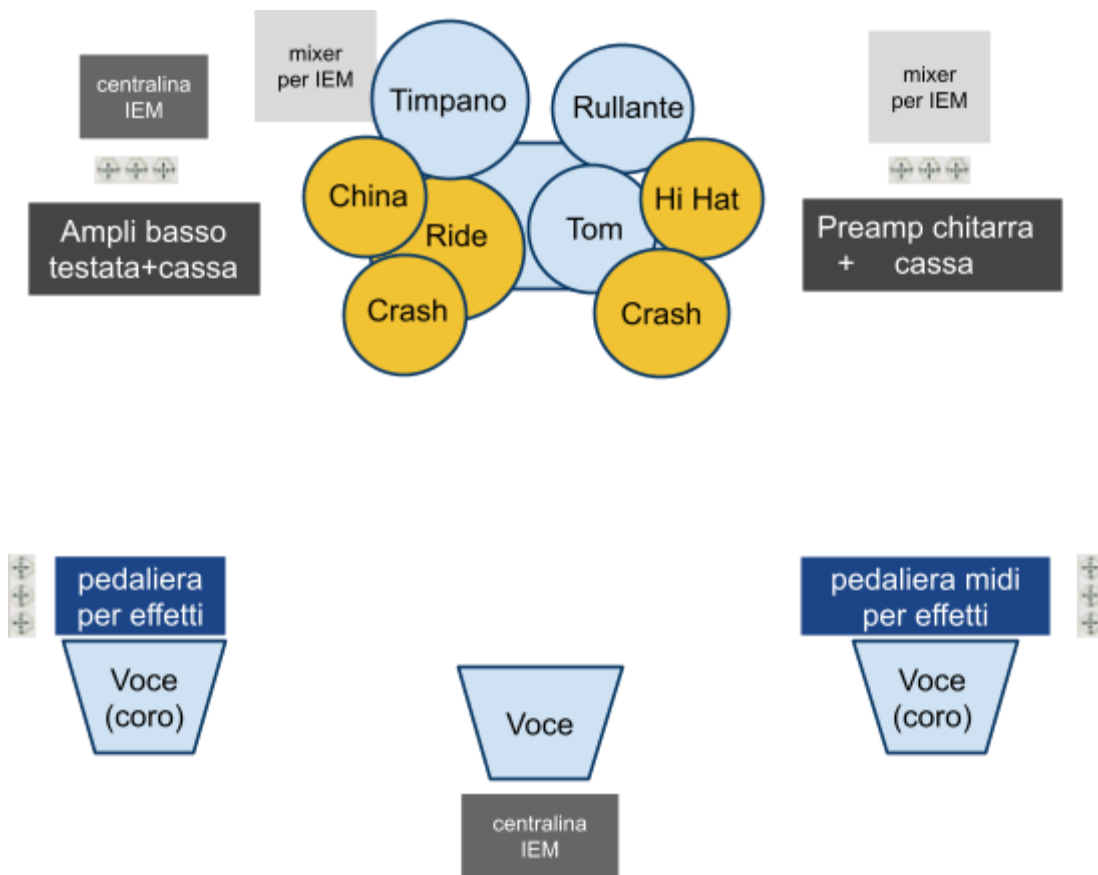 mixer
per IEM
centralina
IEM
Timpano
Rullante
mixer
per IEM
China
Ride
Tom
Hi Hat
Ampli basso
testata+cassa
Preamp chitarra
+ cassa
Crash
Crash
pedaliera
per effetti
pedaliera midi
per effetti
Voce
(coro)
Voce
Voce
(coro)
centralina
IEM